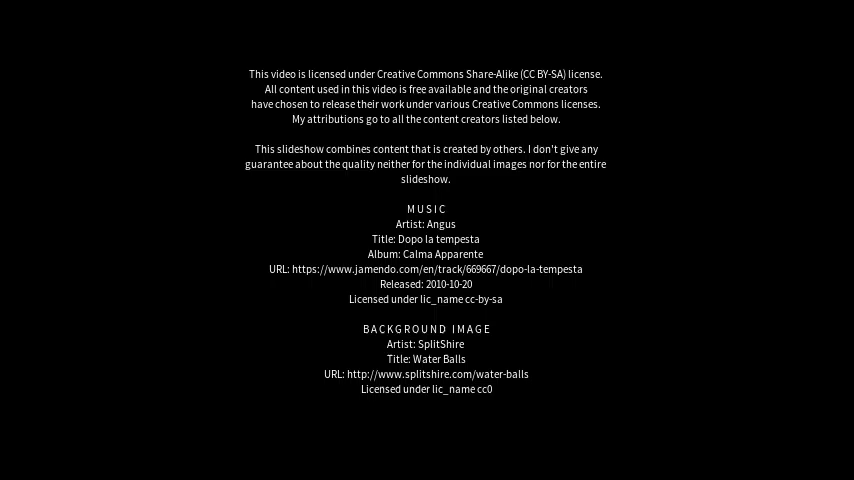 This video is licensed under Creative Commons Share-Alike (CC BY-SA) license.
All content used in this video is free available and the original creators
have chosen to release their work under various Creative Commons licenses.
My attributions go to all the content creators listed below.
This slideshow combines content that is created by others. I don't give any
guarantee about the quality neither for the individual images nor for the entire
slideshow.
MUSIC
Artist: Angus
Title: Dopo la tempesta
Album: Calma Apparente
URL: https://www.jamendo.com/en/track/669667/dopo-la-tempesta
Released: 2010-10-20
Licensed under lic_name cc-by-sa
BACKGROUND IMAGE
Artist: SplitShire
Title: Water Balls
URL: http://www.splitshire.com/water-balls
Licensed under lic_name cc0